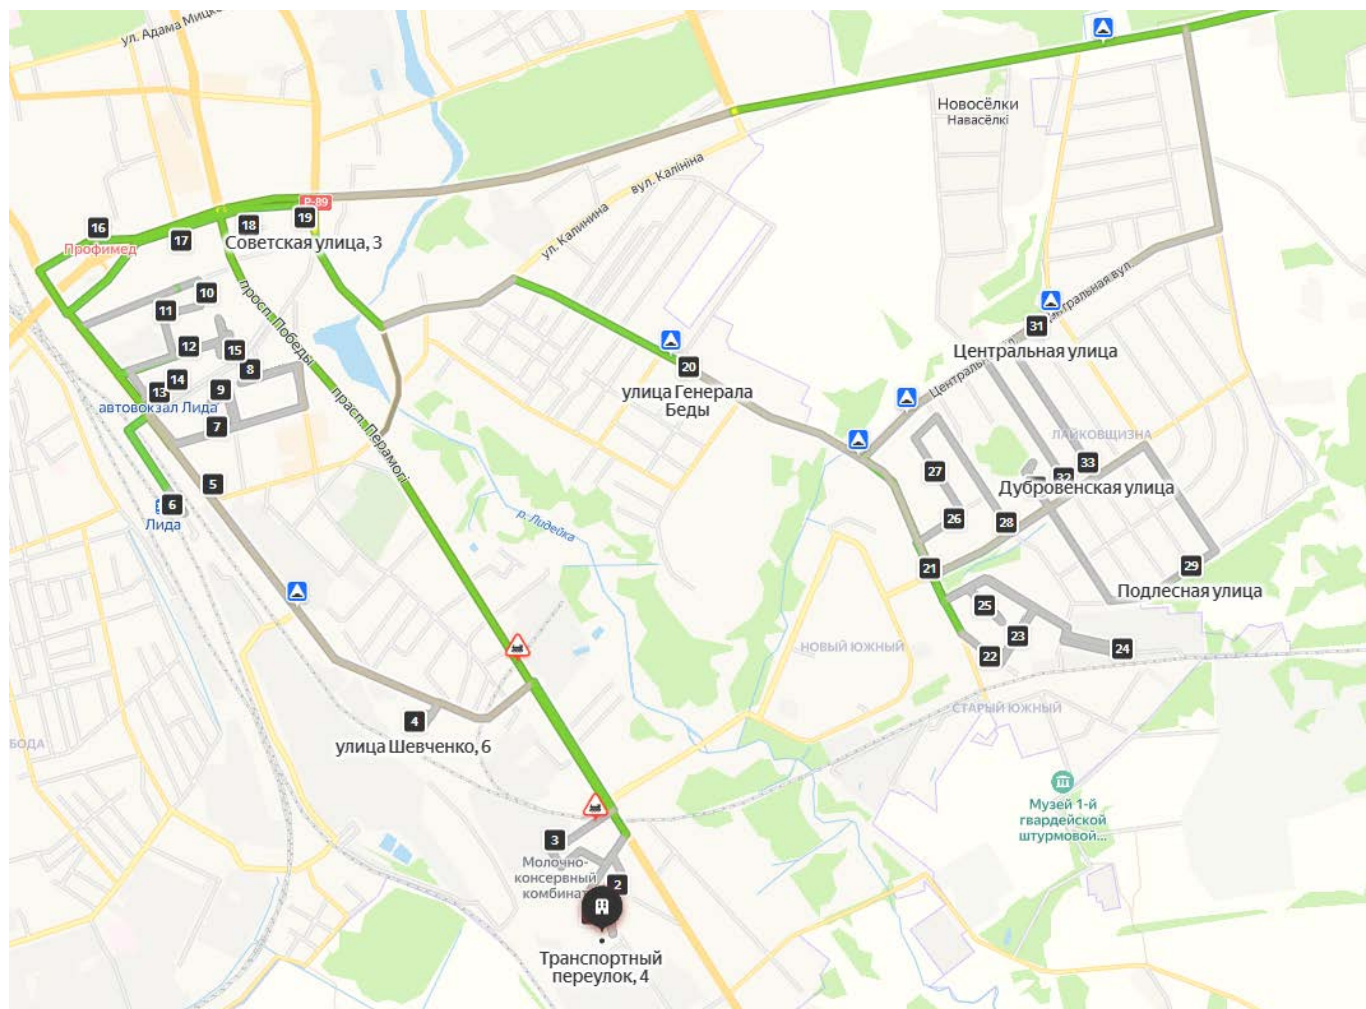 ул. Адама Мицке
Новосёлки
Навасёлкі
вул. Калініна
ул. Калинина
16
Р-89
19
18
17
Советская улица, 3
Профимед
10
11
просп. Победы
12
15
8
14
13
9
автовокзал Лида
7
прасп. Перамогі
5
6
Лида
р. Лидейка
20
улица Генерала
Беды
Центральная вул.
31
Центральная улица
27
ЛАЙКОВЩИЗНА
33
32
Дубровенская улица
26
28
21
29
Подлесная улица
25
23
22
24
НОВЫЙ ЮЖНЫЙ
СТАРЫЙ ЮЖНЫЙ
4
улица Шевченко, 6
БОДА
Музей 1-й
гвардейской
штурмовой...
3
Молочно-
консервный
комбинат
2
Транспортный
переулок, 4